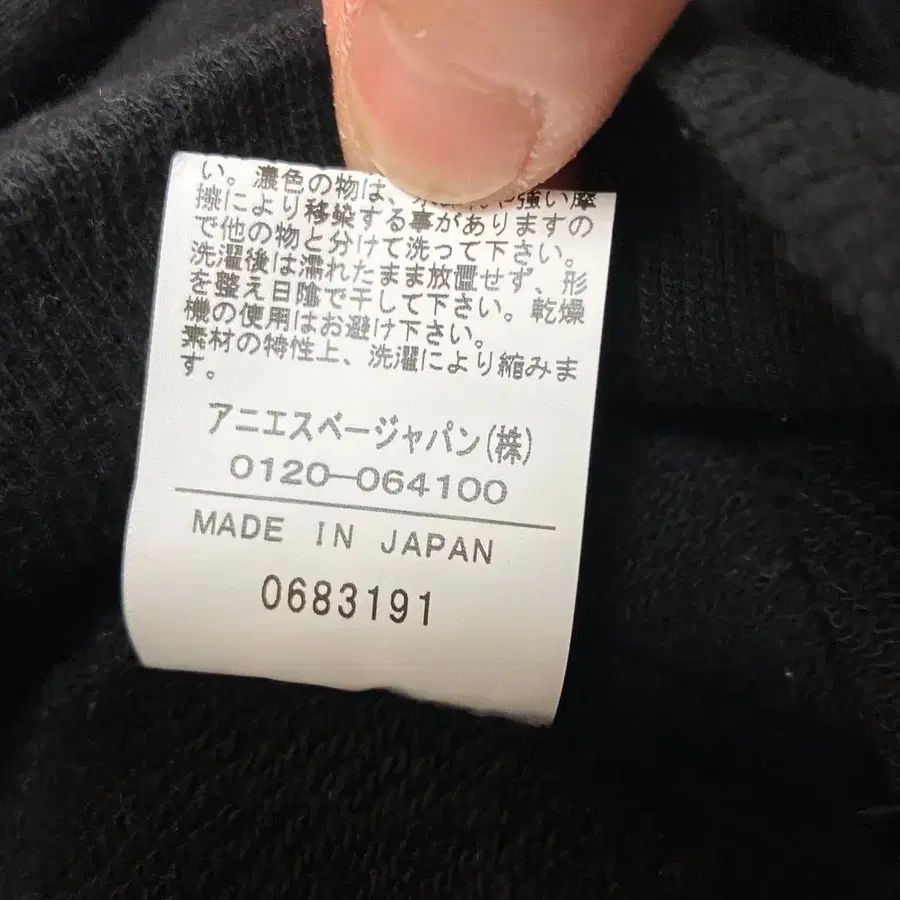 い。濃色の物は、 強い摩
擦により移染する事がありますの
で他の物と分けて洗って下さい。
洗濯後は濡れたまま放置せず、形
を整え日陰で干して下さい。乾燥
機の使用はお避け下さい。
素材の特性上、洗濯により縮みま
す。
アニエスベージャパン(株)
0120-064100
MADE IN JAPAN
0683191